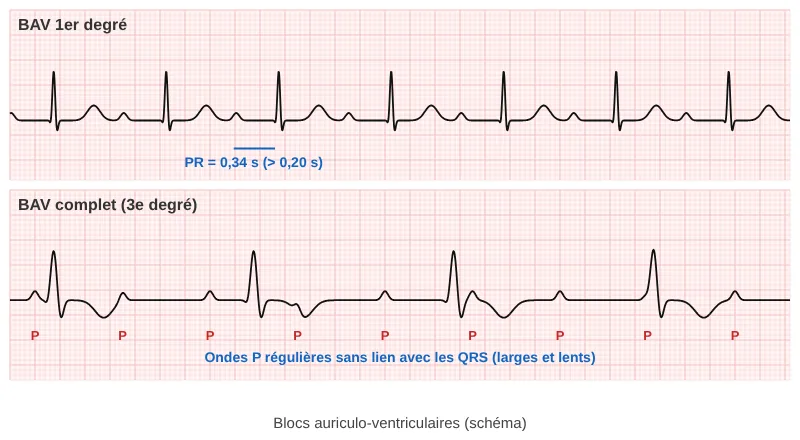 BAV 1er degré
PR = 0,34 s (> 0,20 s)
BAV complet (3e degré)
P P P P P P P P P
Ondes P régulières sans lien avec les QRS (larges et lents)
Blocs auriculo-ventriculaires (schéma)